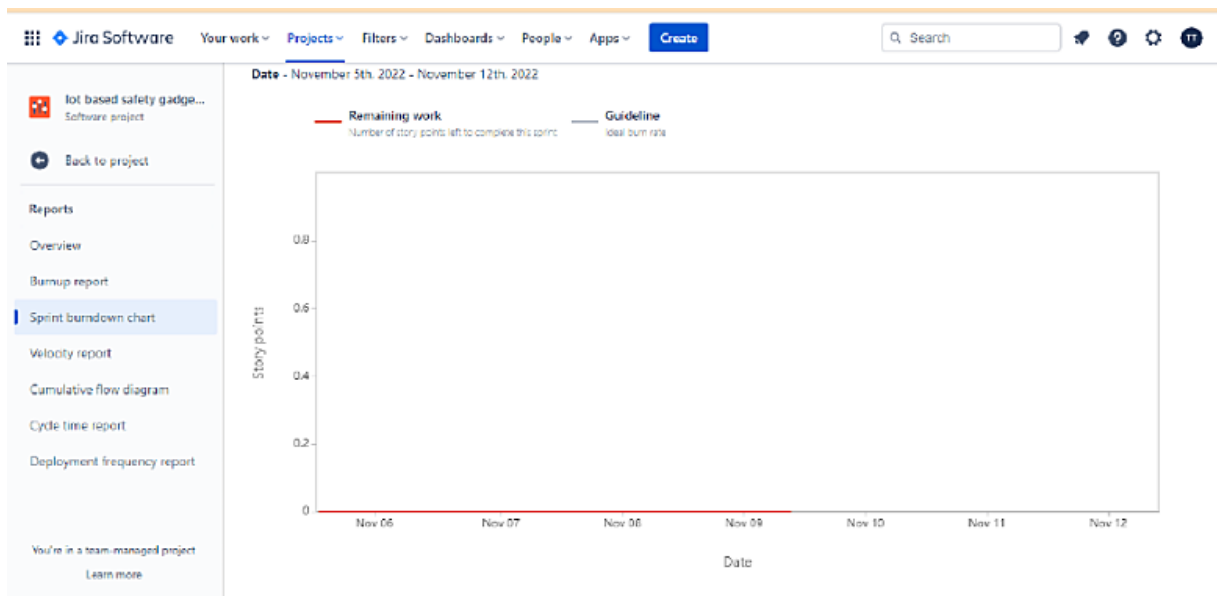 Jira Software Your work Projects Filters Dashboards People Apps Create Search TT
Date - November 5th, 2022 - November 12th, 2022
Iot based safety gadge...
Software project
Back to project
Reports
Overview
Burnup report
Sprint burndown chart
Velocity report
Cumulative flow diagram
Cycle time report
Deployment frequency report
You're in a team-managed project
Learn more
Remaining work
Number of story points left to complete this sprint
Guideline
Ideal burn rate
Story points
0.8
0.6
0.4
0.2
0
Nov 06 Nov 07 Nov 08 Nov 09 Nov 10 Nov 11 Nov 12
Date